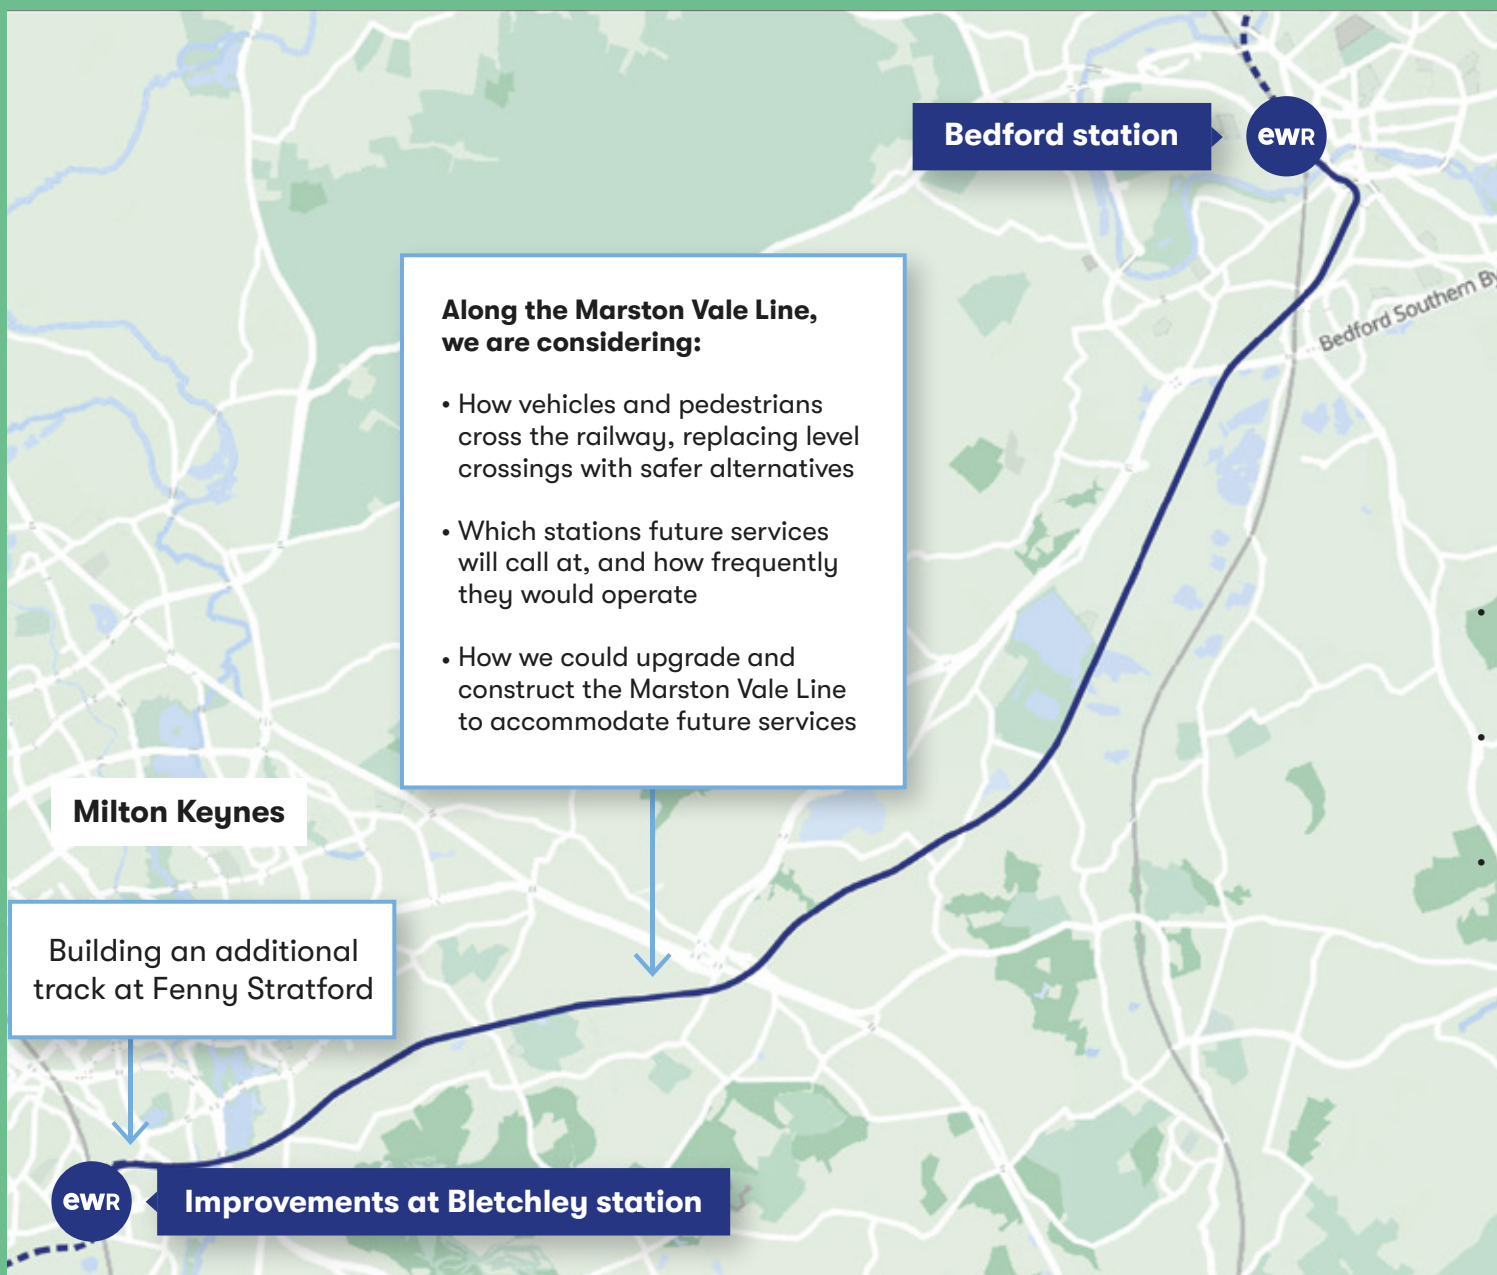 Bedford station
ewR
Bedford Southern By
Along the Marston Vale Line,
we are considering:
• How vehicles and pedestrians
cross the railway, replacing level
crossings with safer alternatives
• Which stations future services
will call at, and how frequently
they would operate
• How we could upgrade and
construct the Marston Vale Line
to accommodate future services
Milton Keynes
Building an additional
track at Fenny Stratford
ewR
Improvements at Bletchley station
•
•
•